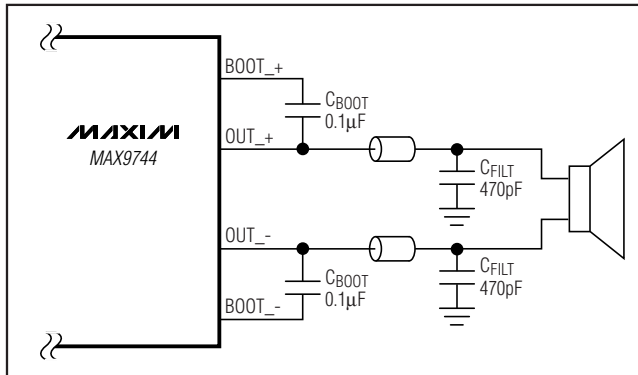 BOOT_+
CBOOT
0.1µF
MAXIM
MAX9744
OUT_+
CFILT
470pF
OUT_-
CBOOT
0.1µF
CFILT
470pF
BOOT_-